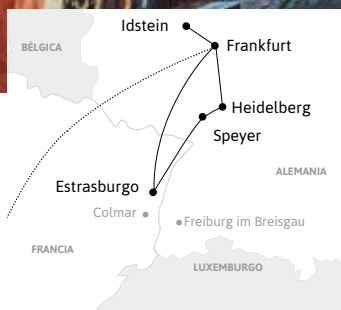 Idstein
BÉLGICA
Frankfurt
Heidelberg
Speyer
ALEMANIA
Estrasburgo
Colmar
Freiburg im Breisgau
FRANCIA
LUXEMBURGO